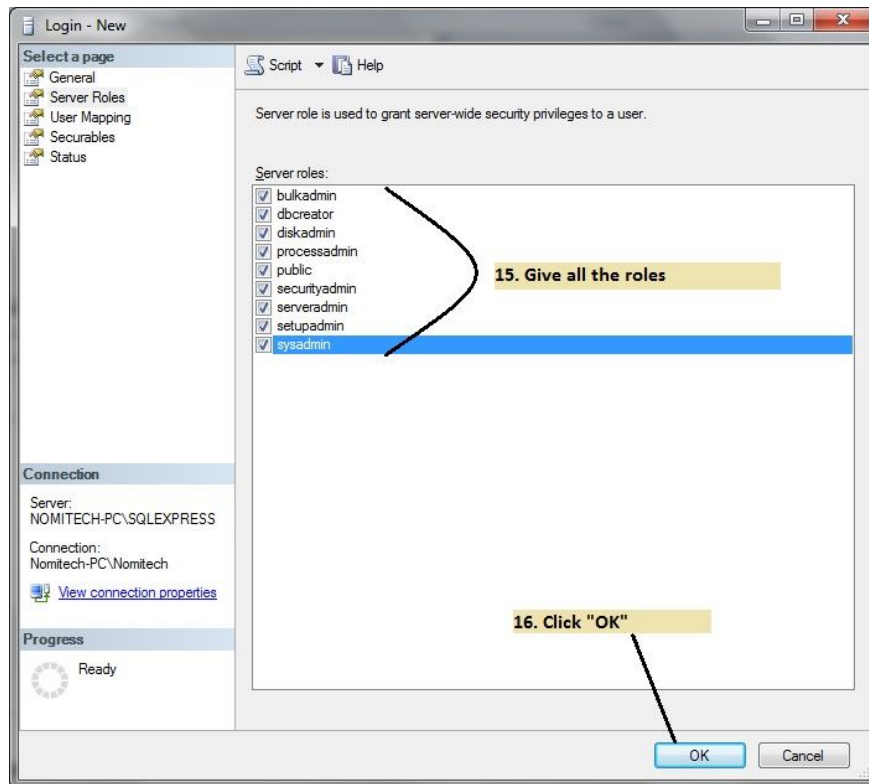 Login - New
Select a page
General
Server Roles
User Mapping
Securables
Status
Script Help
Server role is used to grant server-wide security privileges to a user.
Server roles:
bulkadmin
dbcreator
diskadmin
processadmin
public
securityadmin
serveradmin
setupadmin
sysadmin
15. Give all the roles
Connection
Server:
NOMITECH-PC\SQLEXPRESS
Connection:
Nomitech-PC\Nomitech
View connection properties
Progress
Ready
16. Click "OK"
OK Cancel